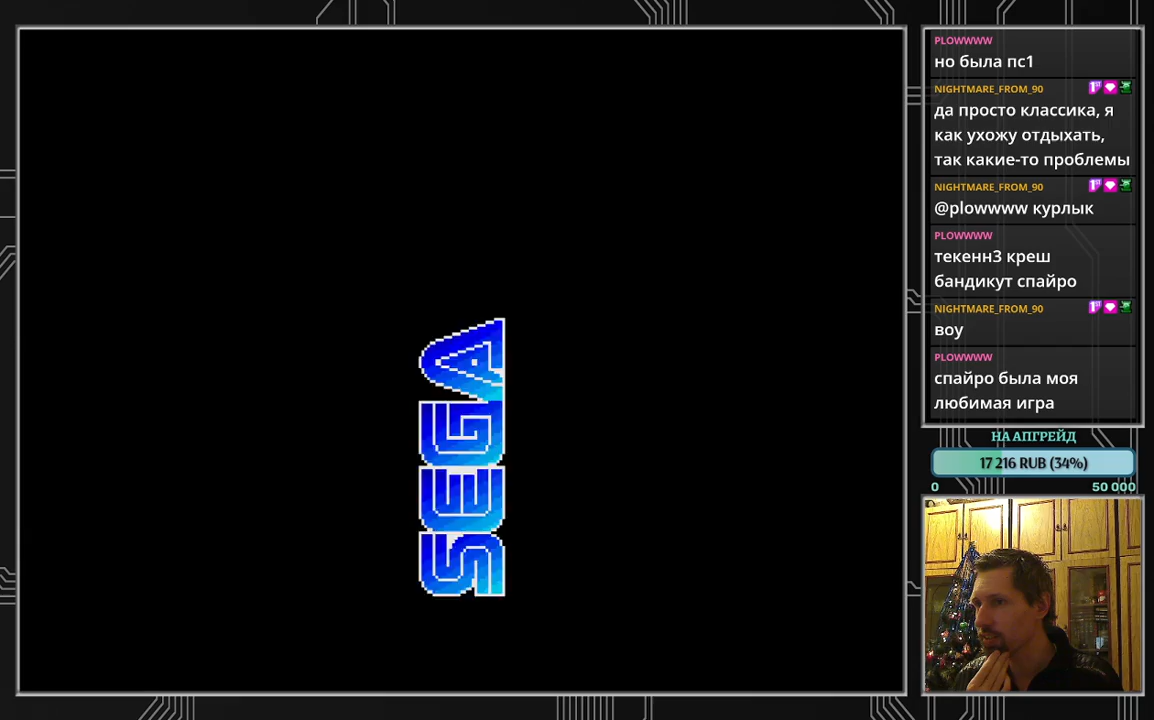 SEGA
PLOWWWW
но была пс1
NIGHTMARE_FROM_90
да просто классика, я
как ухожу отдыхать,
так какие-то проблемы
NIGHTMARE_FROM_90
@plowwww курлык
PLOWWWW
текенн3 креш
бандикут спайро
NIGHTMARE_FROM_90
воу
PLOWWWW
спайро была моя
любимая игра
НА АПГРЕЙД
17 216 RUB (34%)
0 50 000